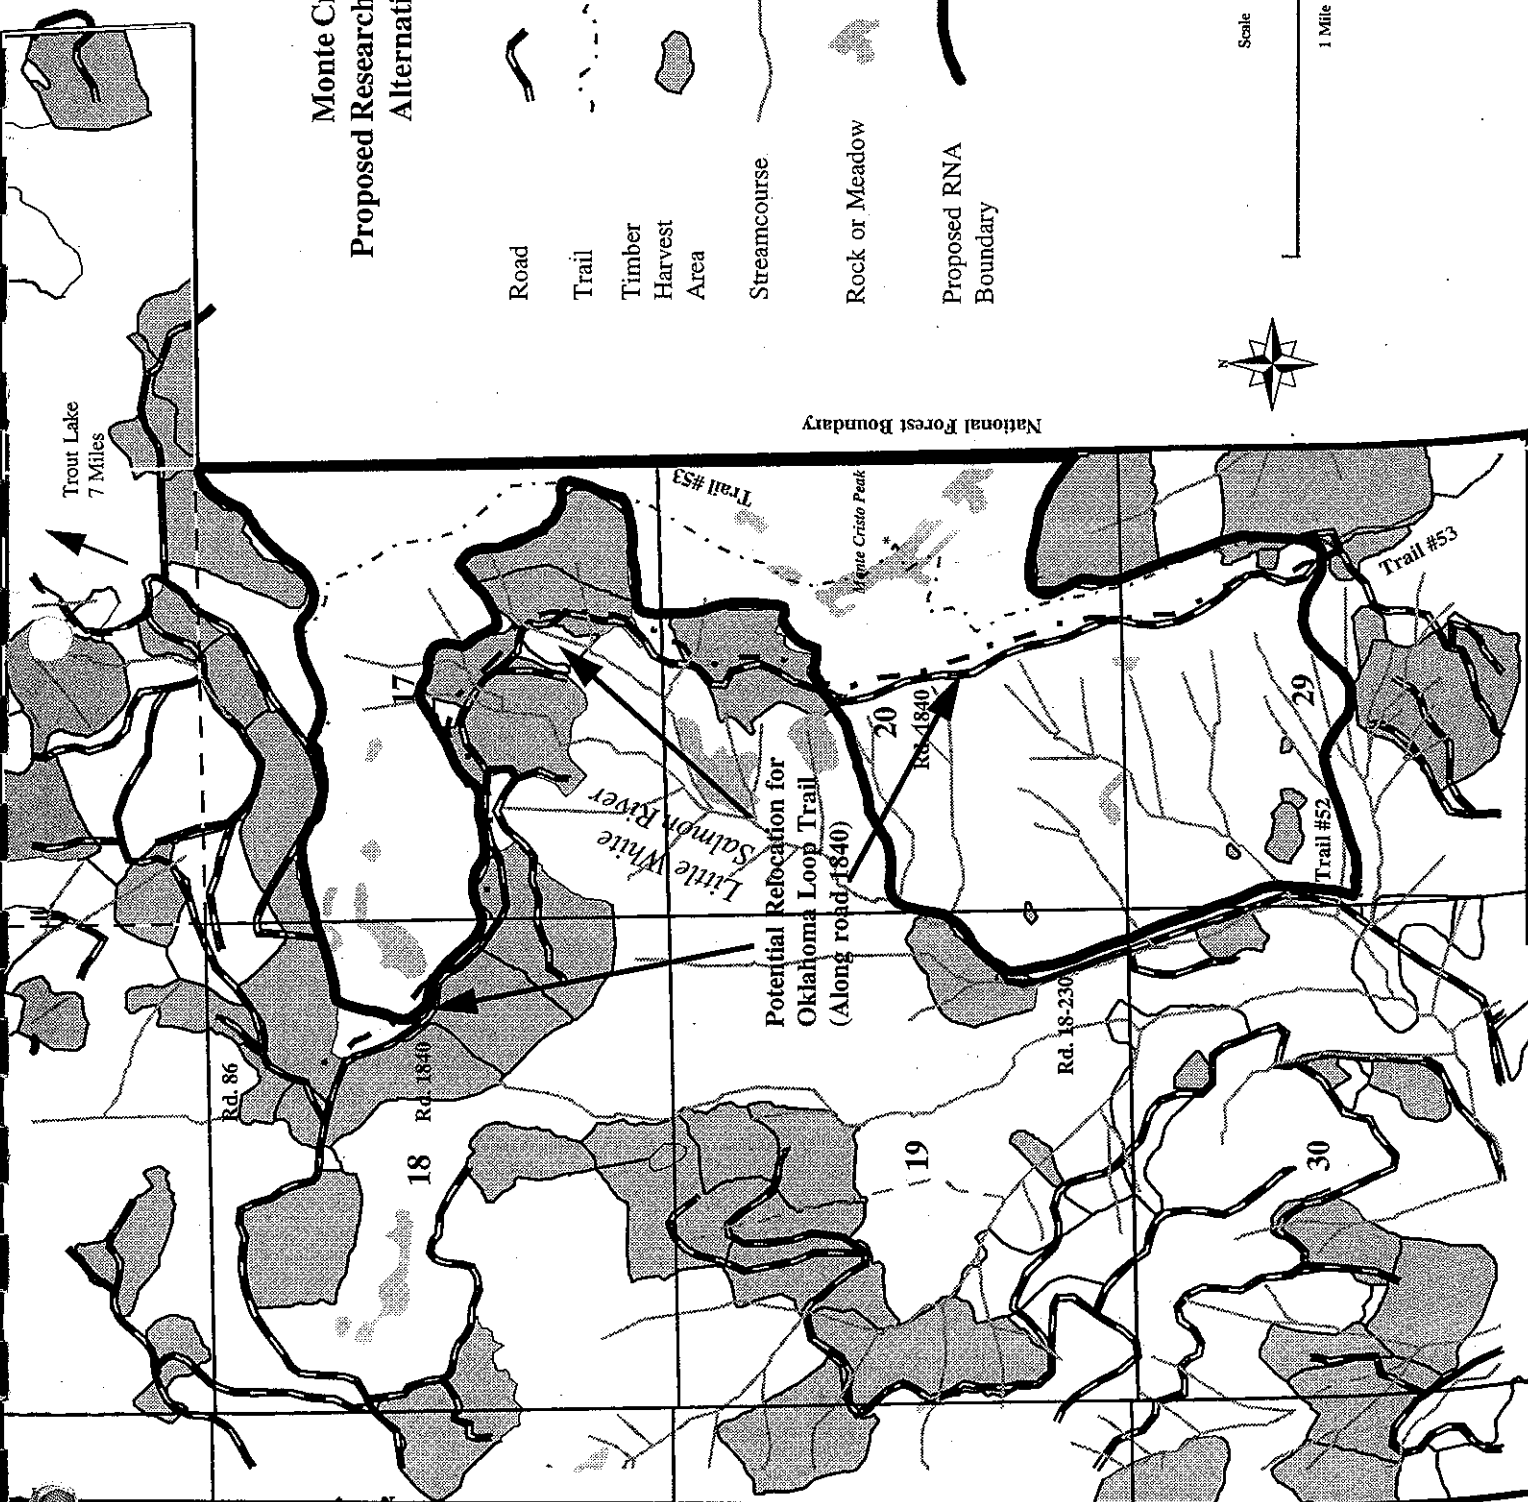 Monte Cr
Proposed Research
Alternati
Road
Trail
Timber
Harvest
Area
Streamcourse
Rock or Meadow
Proposed RNA
Boundary
Scale
1 Mile
N
National Forest Boundary
Trout Lake
7 Miles
Trail #53
Monte Cristo Peak
*
17
20
Rd. 1840
29
Trail #53
Trail #52
Little White
Salmon River
Potential Relocation for
Oklahoma Loop Trail
(Along road 1840)
Rd. 86
Rd. 1840
18
Rd. 18-230
19
30